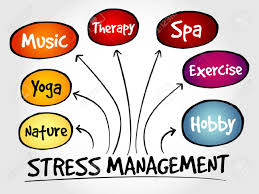 Music
Therapy
Spa
Yoga
Exercise
Nature
Hobby
STRESS MANAGEMENT